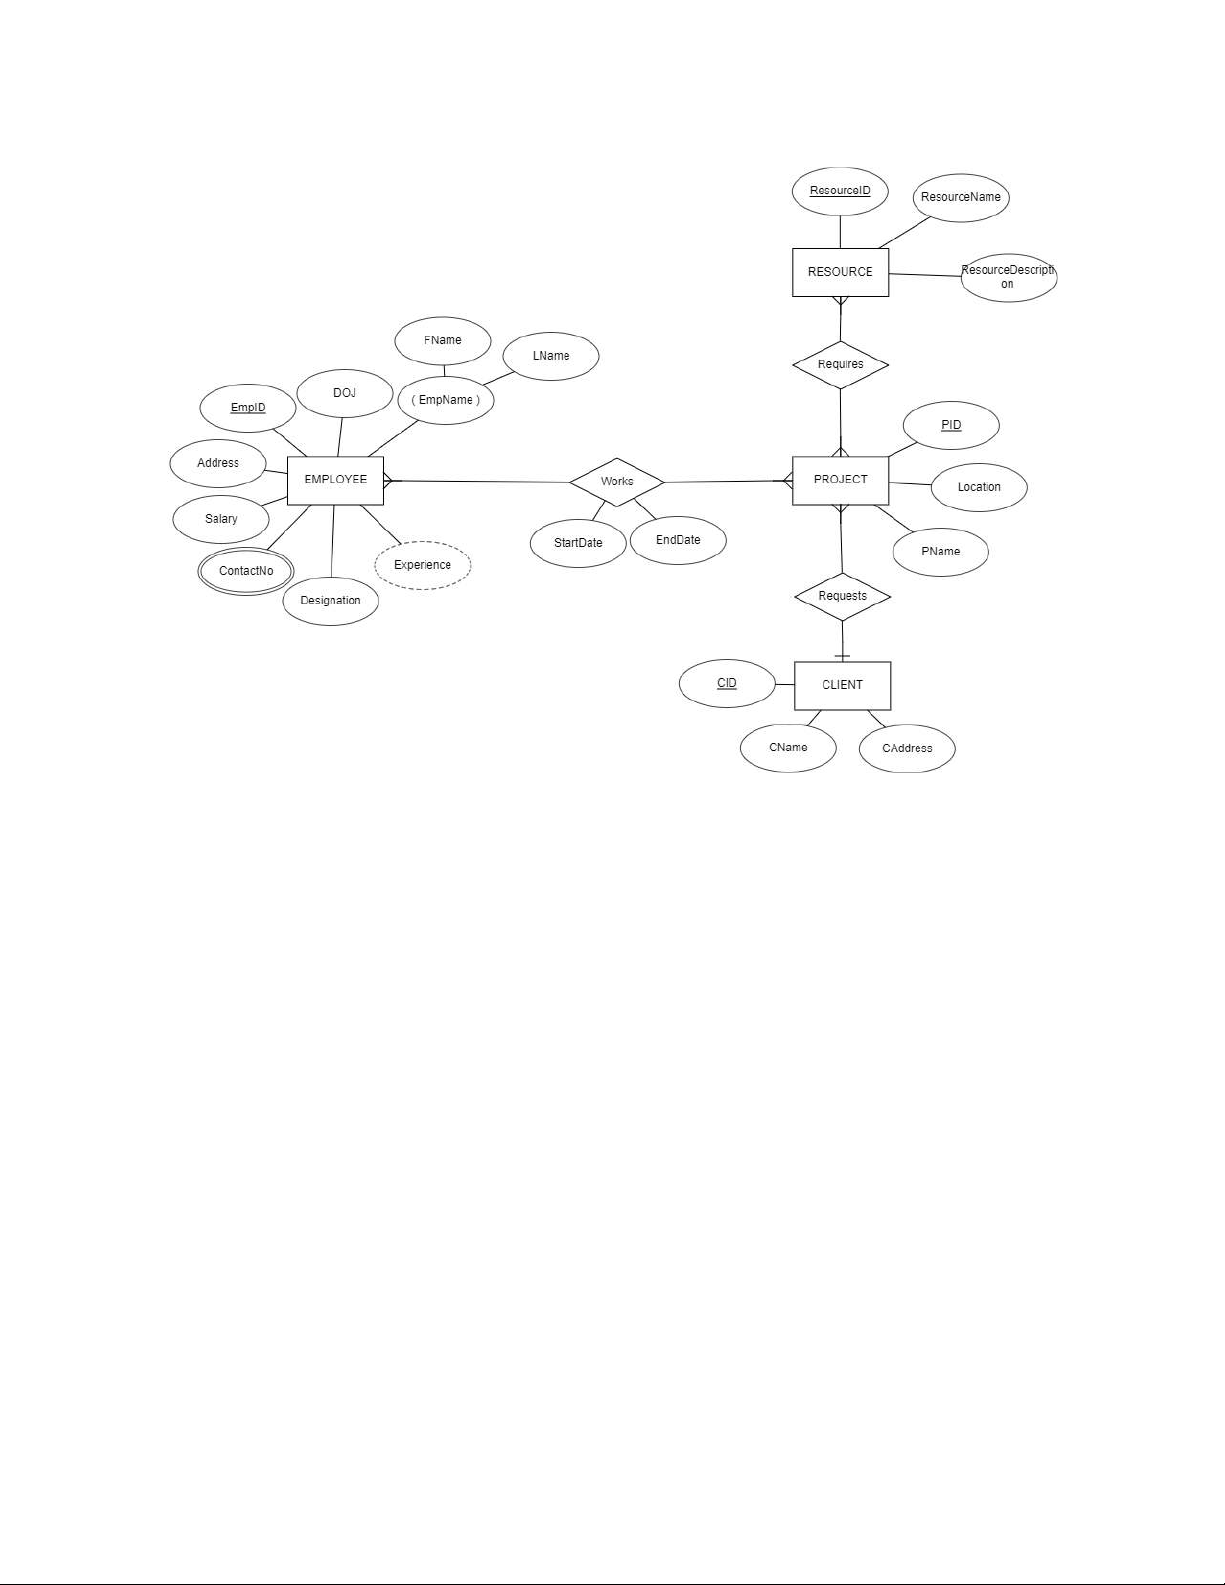 ResourceID
ResourceName
RESOURCE
ResourceDescripti
on
FName
LName
Requires
DOJ
( EmpName )
EmpID
PID
Address
EMPLOYEE
Works
PROJECT
Location
Salary
StartDate
EndDate
PName
ContactNo
Experience
Designation
Requests
CID
CLIENT
CName
CAddress